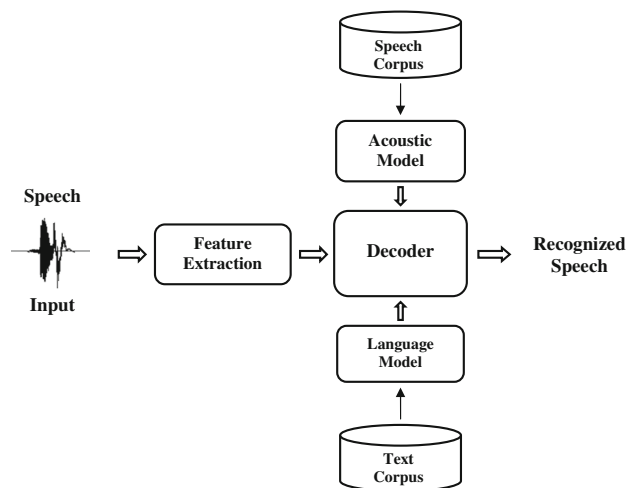 Speech
Corpus
Acoustic
Model
Speech
Input
Feature
Extraction
Decoder
Recognized
Speech
Language
Model
Text
Corpus